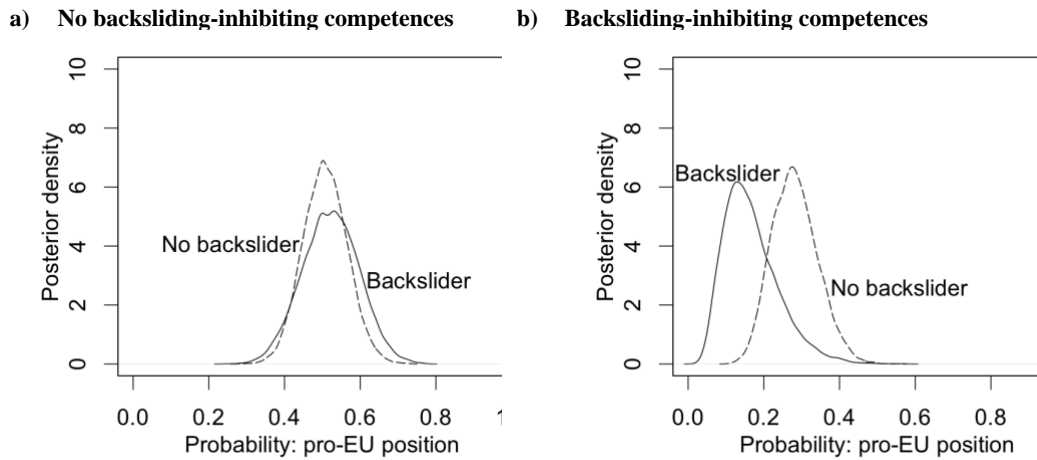 a) No backsliding-inhibiting competences
Posterior density
10
8
6
4
2
0
No backslider
Backslider
0.0 0.2 0.4 0.6 0.8 1
Probability: pro-EU position
b) Backsliding-inhibiting competences
Posterior density
10
8
6
4
2
0
Backslider
No backslider
0.0 0.2 0.4 0.6 0.8
Probability: pro-EU position